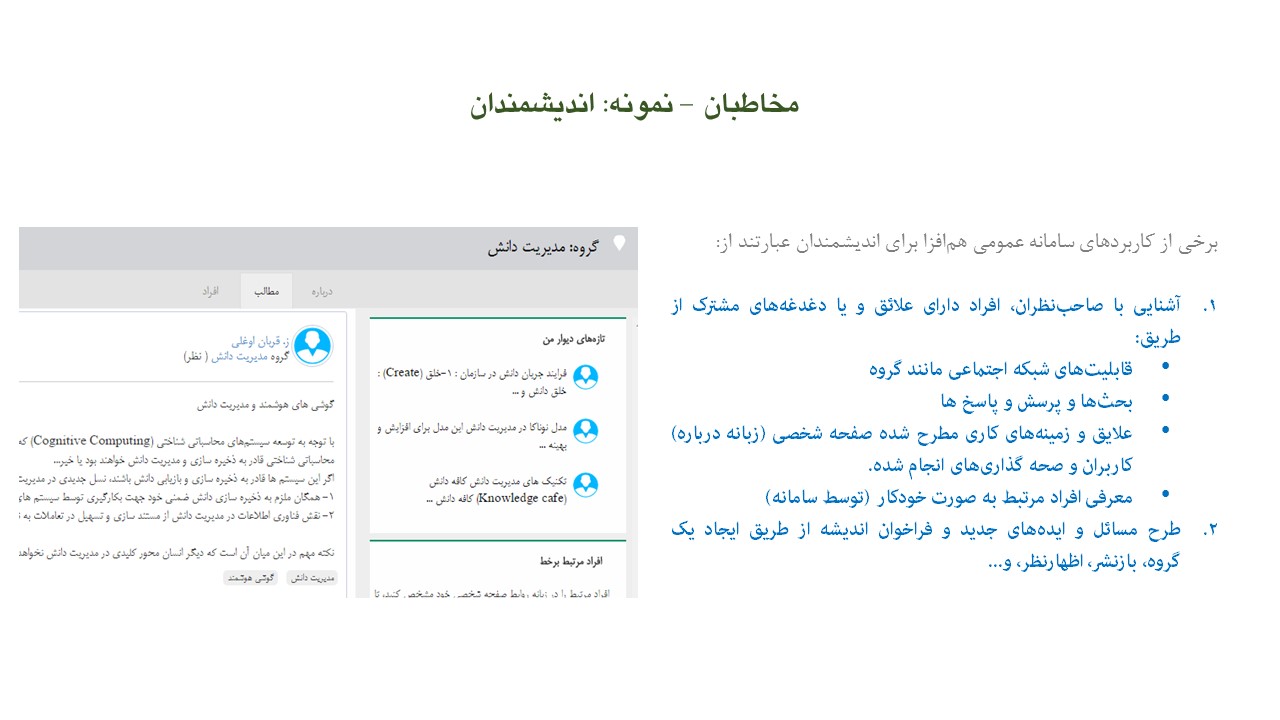 مخاطبان – نمونه: اندیشمندان
برخی از کاربردهای سامانه عمومی هم‌افزا برای اندیشمندان عبارتند از:
۱. آشنایی با صاحب‌نظران، افراد دارای علائق و یا دغدغه‌های مشترک از
طریق:
• قابلیت‌های شبکه اجتماعی مانند گروه
• بحث‌ها و پرسش و پاسخ ها
• علایق و زمینه‌های کاری مطرح شده صفحه شخصی (زبانه درباره)
کاربران و صحه گذاری‌های انجام شده.
• معرفی افراد مرتبط به صورت خودکار (توسط سامانه)
۲. طرح مسائل و ایده‌های جدید و فراخوان اندیشه از طریق ایجاد یک
گروه، بازنشر، اظهارنظر، و...
گروه: مدیریت دانش
درباره مطالب افراد
تازه‌های دیوار من
فرایند جریان دانش در سازمان : ۱-خلق (Create) :
خلق دانش و ...
مدل نوناکا در مدیریت دانش این مدل برای افزایش و
بهینه ...
تکنیک های مدیریت دانش کافه دانش
(Knowledge cafe) کافه دانش ...
افراد مرتبط برخط
افراد مرتبط را در زبانه روابط صفحه شخصی خود مشخص کنید، تا
ز. قربان اوغلی
گروه مدیریت دانش ( نظر)
گوشی های هوشمند و مدیریت دانش
با توجه به توسعه سیستم‌های محاسباتی شناختی (Cognitive Computing) که
محاسباتی شناختی قادر به ذخیره سازی و مدیریت دانش خواهند بود یا خیر...
اگر این سیستم ها قادر به ذخیره سازی و بازیابی دانش باشند، نسل جدیدی در مدیریت
۱- همگان ملزم به ذخیره سازی دانش ضمنی خود جهت بکارگیری توسط سیستم های
۲- نقش فناوری اطلاعات در مدیریت دانش از مستند سازی و تسهیل در تعاملات به
نکته مهم در این میان آن است که دیگر انسان محور کلیدی در مدیریت دانش نخواهد
مدیریت دانش گوشی هوشمند